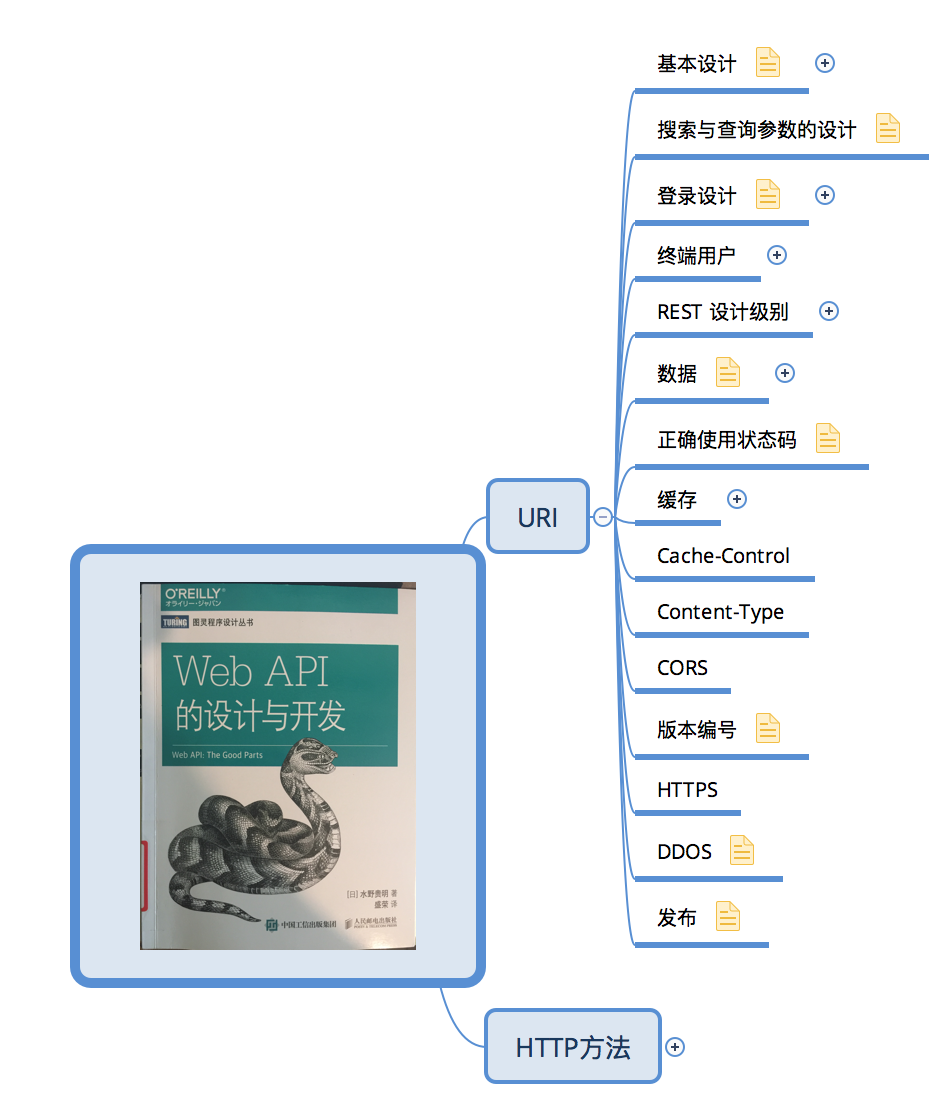 基本设计
搜索与查询参数的设计
登录设计
终端用户
REST 设计级别
数据
正确使用状态码
缓存
Cache-Control
Content-Type
CORS
版本编号
HTTPS
DDOS
发布
URI
HTTP方法
O'REILLY®
オライリー・ジャパン
TURING 图灵程序设计丛书
Web API
的设计与开发
Web API: The Good Parts
[日] 水野贵明 著
盛荣 译
中国工信出版集团 人民邮电出版社
POSTS & TELECOM PRESS